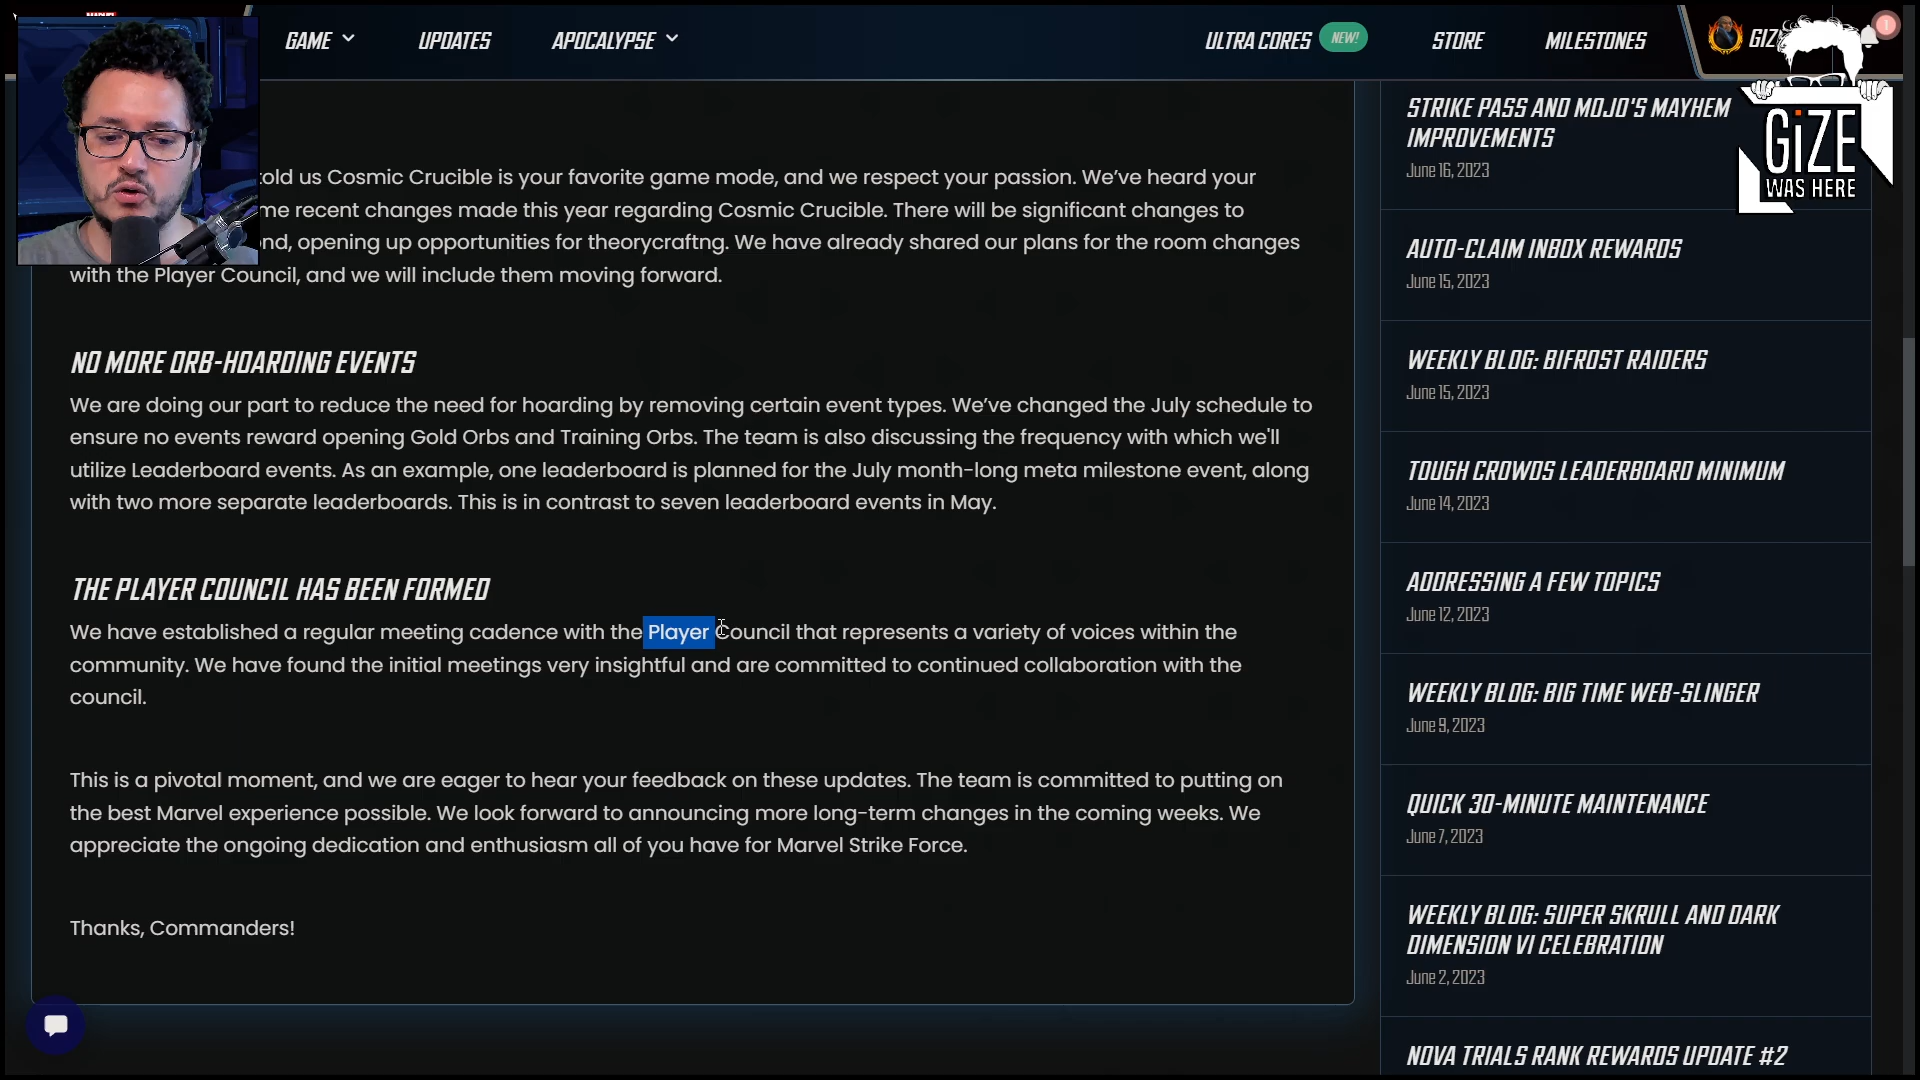 MARVEL
GAME
UPDATES
APOCALYPSE
ULTRA CORES
NEW!
STORE
MILESTONES
1
GiZE
WAS HERE
told us Cosmic Crucible is your favorite game mode, and we respect your passion. We’ve heard your
me recent changes made this year regarding Cosmic Crucible. There will be significant changes to
ond, opening up opportunities for theorycraftng. We have already shared our plans for the room changes
with the Player Council, and we will include them moving forward.
NO MORE ORB-HOARDING EVENTS
We are doing our part to reduce the need for hoarding by removing certain event types. We’ve changed the July schedule to
ensure no events reward opening Gold Orbs and Training Orbs. The team is also discussing the frequency with which we'll
utilize Leaderboard events. As an example, one leaderboard is planned for the July month-long meta milestone event, along
with two more separate leaderboards. This is in contrast to seven leaderboard events in May.
THE PLAYER COUNCIL HAS BEEN FORMED
We have established a regular meeting cadence with the Player Council that represents a variety of voices within the
community. We have found the initial meetings very insightful and are committed to continued collaboration with the
council.
This is a pivotal moment, and we are eager to hear your feedback on these updates. The team is committed to putting on
the best Marvel experience possible. We look forward to announcing more long-term changes in the coming weeks. We
appreciate the ongoing dedication and enthusiasm all of you have for Marvel Strike Force.
Thanks, Commanders!
STRIKE PASS AND MOJO'S MAYHEM
IMPROVEMENTS
June 16, 2023
AUTO-CLAIM INBOX REWARDS
June 15, 2023
WEEKLY BLOG: BIFROST RAIDERS
June 15, 2023
TOUGH CROWDS LEADERBOARD MINIMUM
June 14, 2023
ADDRESSING A FEW TOPICS
June 12, 2023
WEEKLY BLOG: BIG TIME WEB-SLINGER
June 9, 2023
QUICK 30-MINUTE MAINTENANCE
June 7, 2023
WEEKLY BLOG: SUPER SKRULL AND DARK
DIMENSION VI CELEBRATION
June 2, 2023
NOVA TRIALS RANK REWARDS UPDATE #2